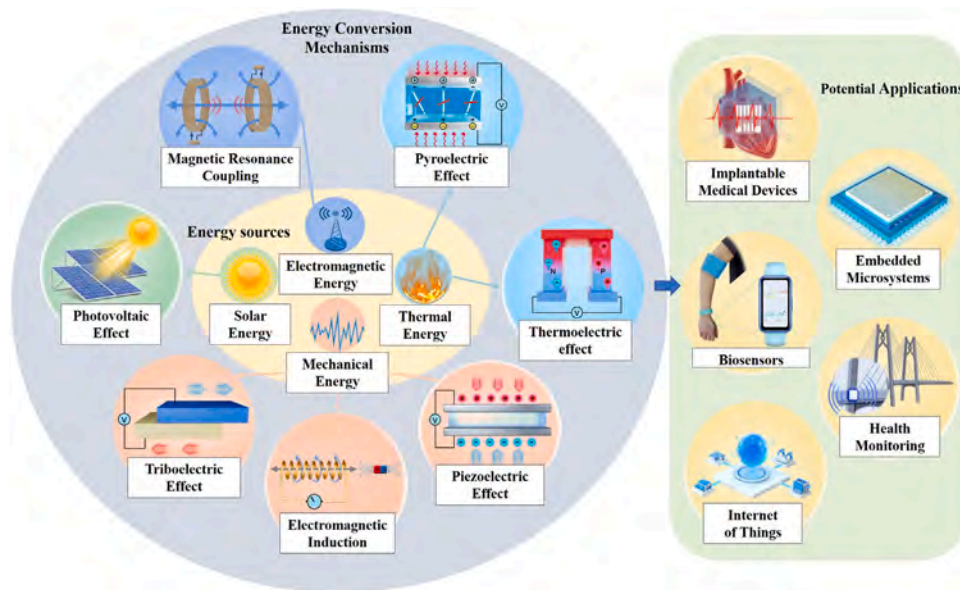 Energy Conversion
Mechanisms
Magnetic Resonance
Coupling
V
Pyroelectric
Effect
Energy sources
Electromagnetic
Energy
Photovoltaic
Effect
Solar
Energy
Thermal
Energy
N
P
V
Thermoelectric
effect
Mechanical
Energy
V
Triboelectric
Effect
Electromagnetic
Induction
V
Piezoelectric
Effect
Potential Applications
Implantable
Medical Devices
Embedded
Microsystems
Biosensors
Health
Monitoring
Internet
of Things